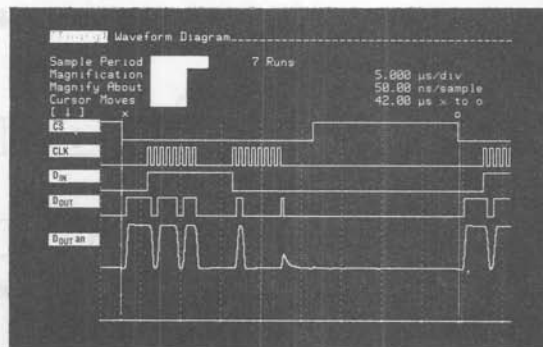 Waveform Diagram
Sample Period 7 Runs
Magnification 5.000 µs/div
Magnify About 50.00 ns/sample
Cursor Moves 42.00 µs x to o
[ ] x o
CS
CLK
DIN
DOUT
DOUT an